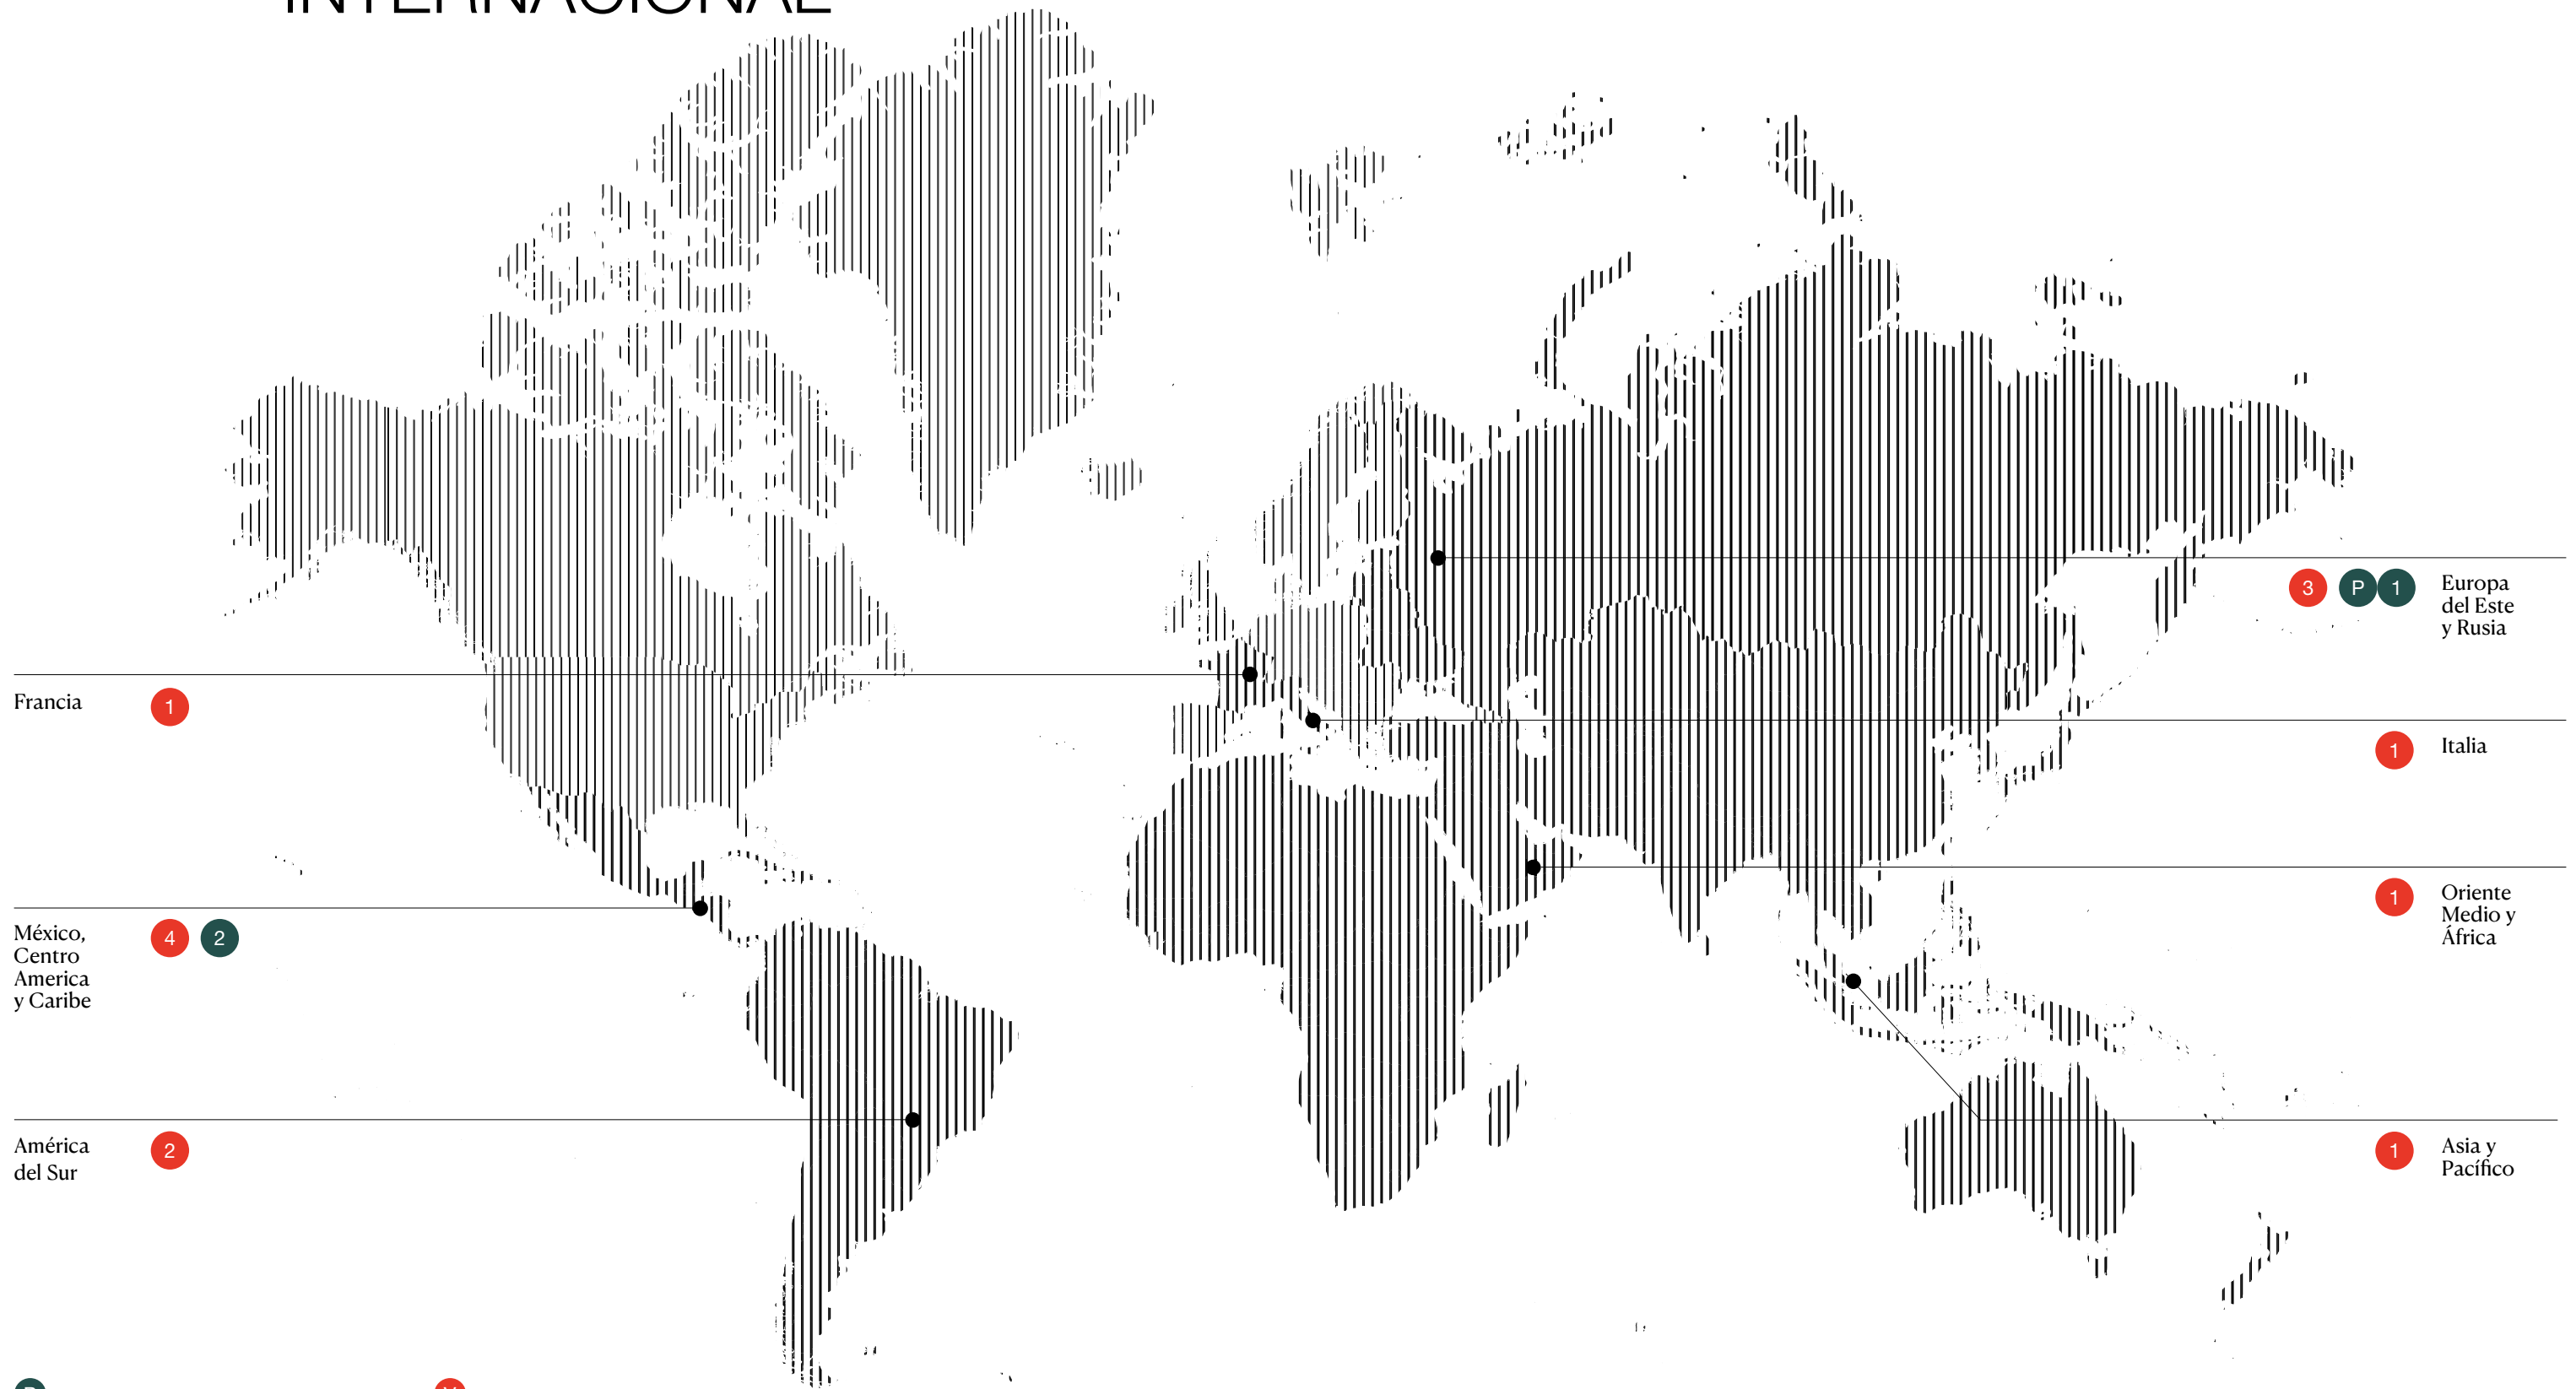 INTERNACIONAL
3 P 1
Europa
del Este
y Rusia
Francia
1
1
Italia
1
Oriente
Medio y
África
México,
Centro
America
y Caribe
4 2
América
del Sur
2
1
Asia y
Pacífico